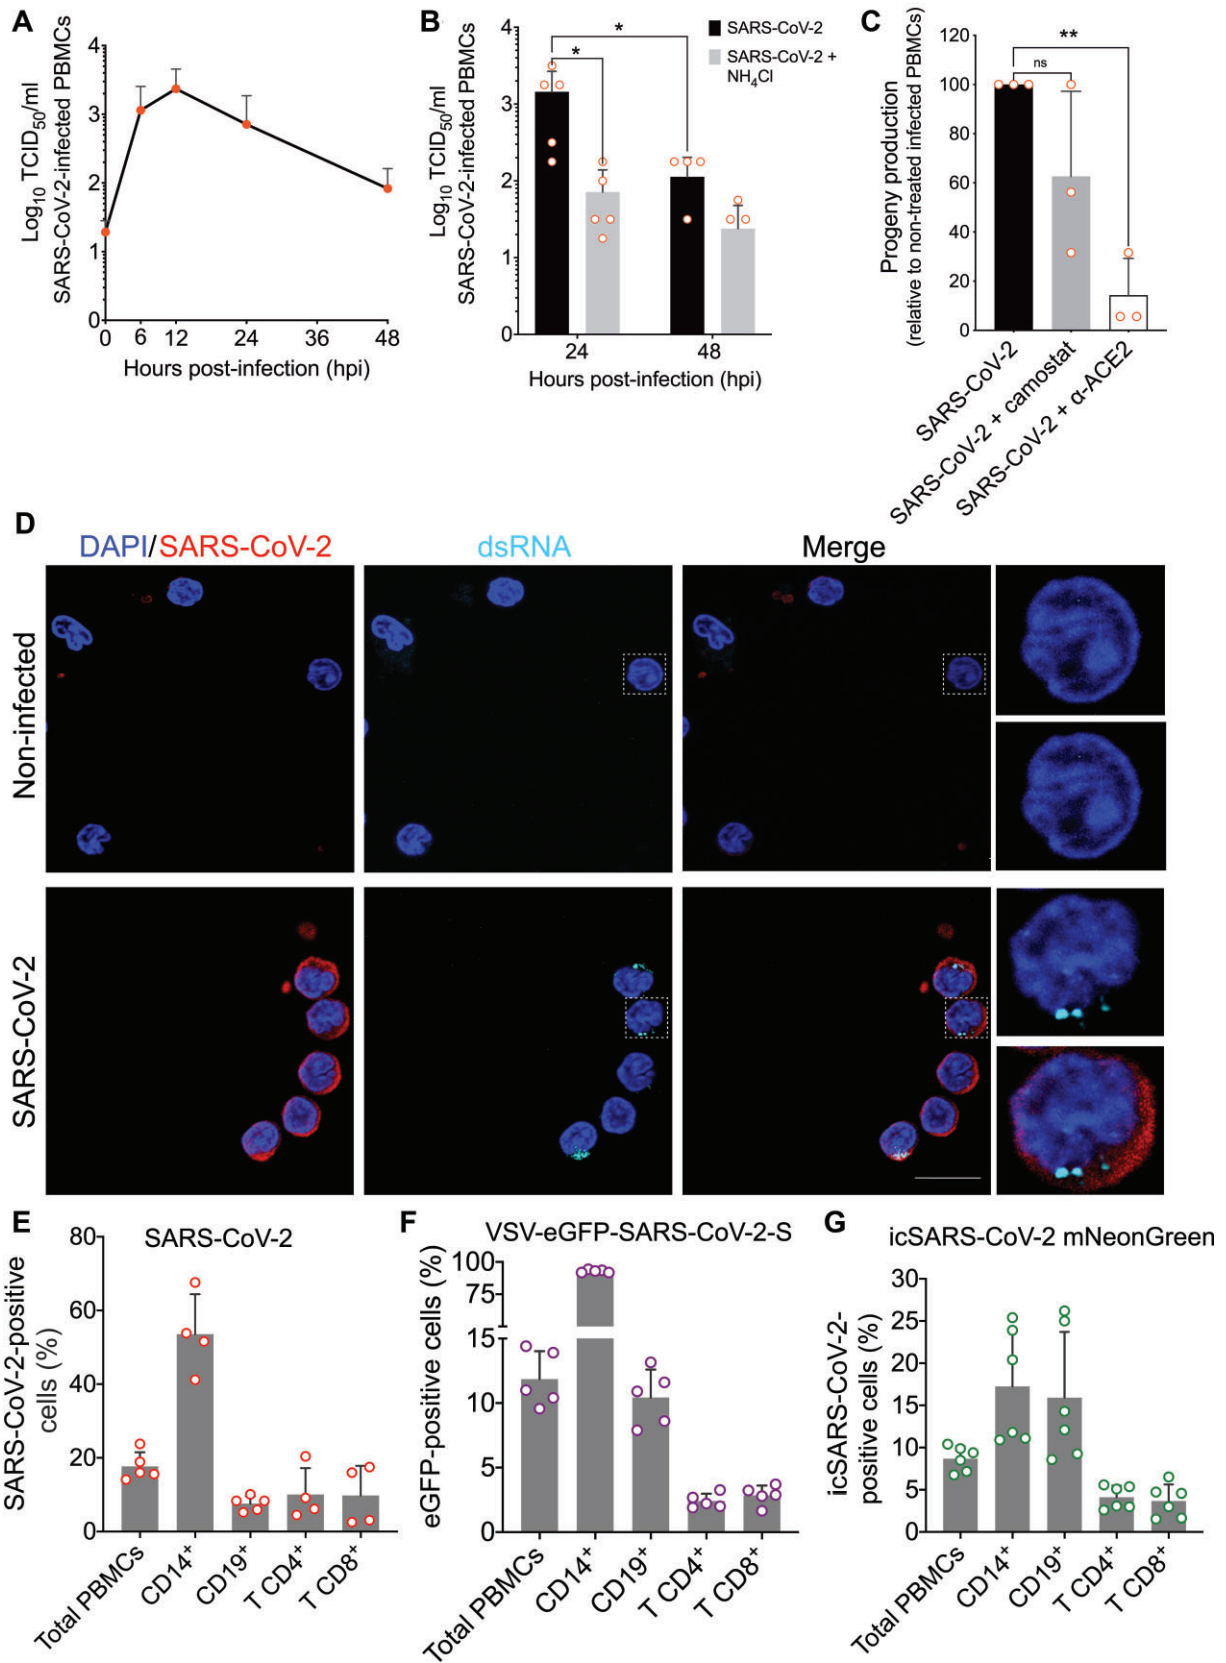 A
Log10 TCID50/ml
SARS-CoV-2-infected PBMCs
4
3
2
1
0
0 6 12 24 36 48
Hours post-infection (hpi)
B
Log10 TCID50/ml
SARS-CoV-2-infected PBMCs
4
3
2
1
0
*
*
SARS-CoV-2
SARS-CoV-2 +
NH4Cl
24 48
Hours post-infection (hpi)
C
Progeny production
(relative to non-treated infected PBMCs)
120
100
80
60
40
20
0
**
ns
SARS-CoV-2
SARS-CoV-2 + camostat
SARS-CoV-2 + α-ACE2
D
DAPI/SARS-CoV-2 dsRNA Merge
Non-infected
SARS-CoV-2
E
SARS-CoV-2
SARS-CoV-2-positive
cells (%)
80
60
40
20
0
Total PBMCs
CD14+
CD19+
T CD4+
T CD8+
F
VSV-eGFP-SARS-CoV-2-S
eGFP-positive cells (%)
100
75
15
10
5
0
Total PBMCs
CD14+
CD19+
T CD4+
T CD8+
G
icSARS-CoV-2 mNeonGreen
icSARS-CoV-2-
positive cells (%)
30
25
20
15
10
5
0
Total PBMCs
CD14+
CD19+
T CD4+
T CD8+